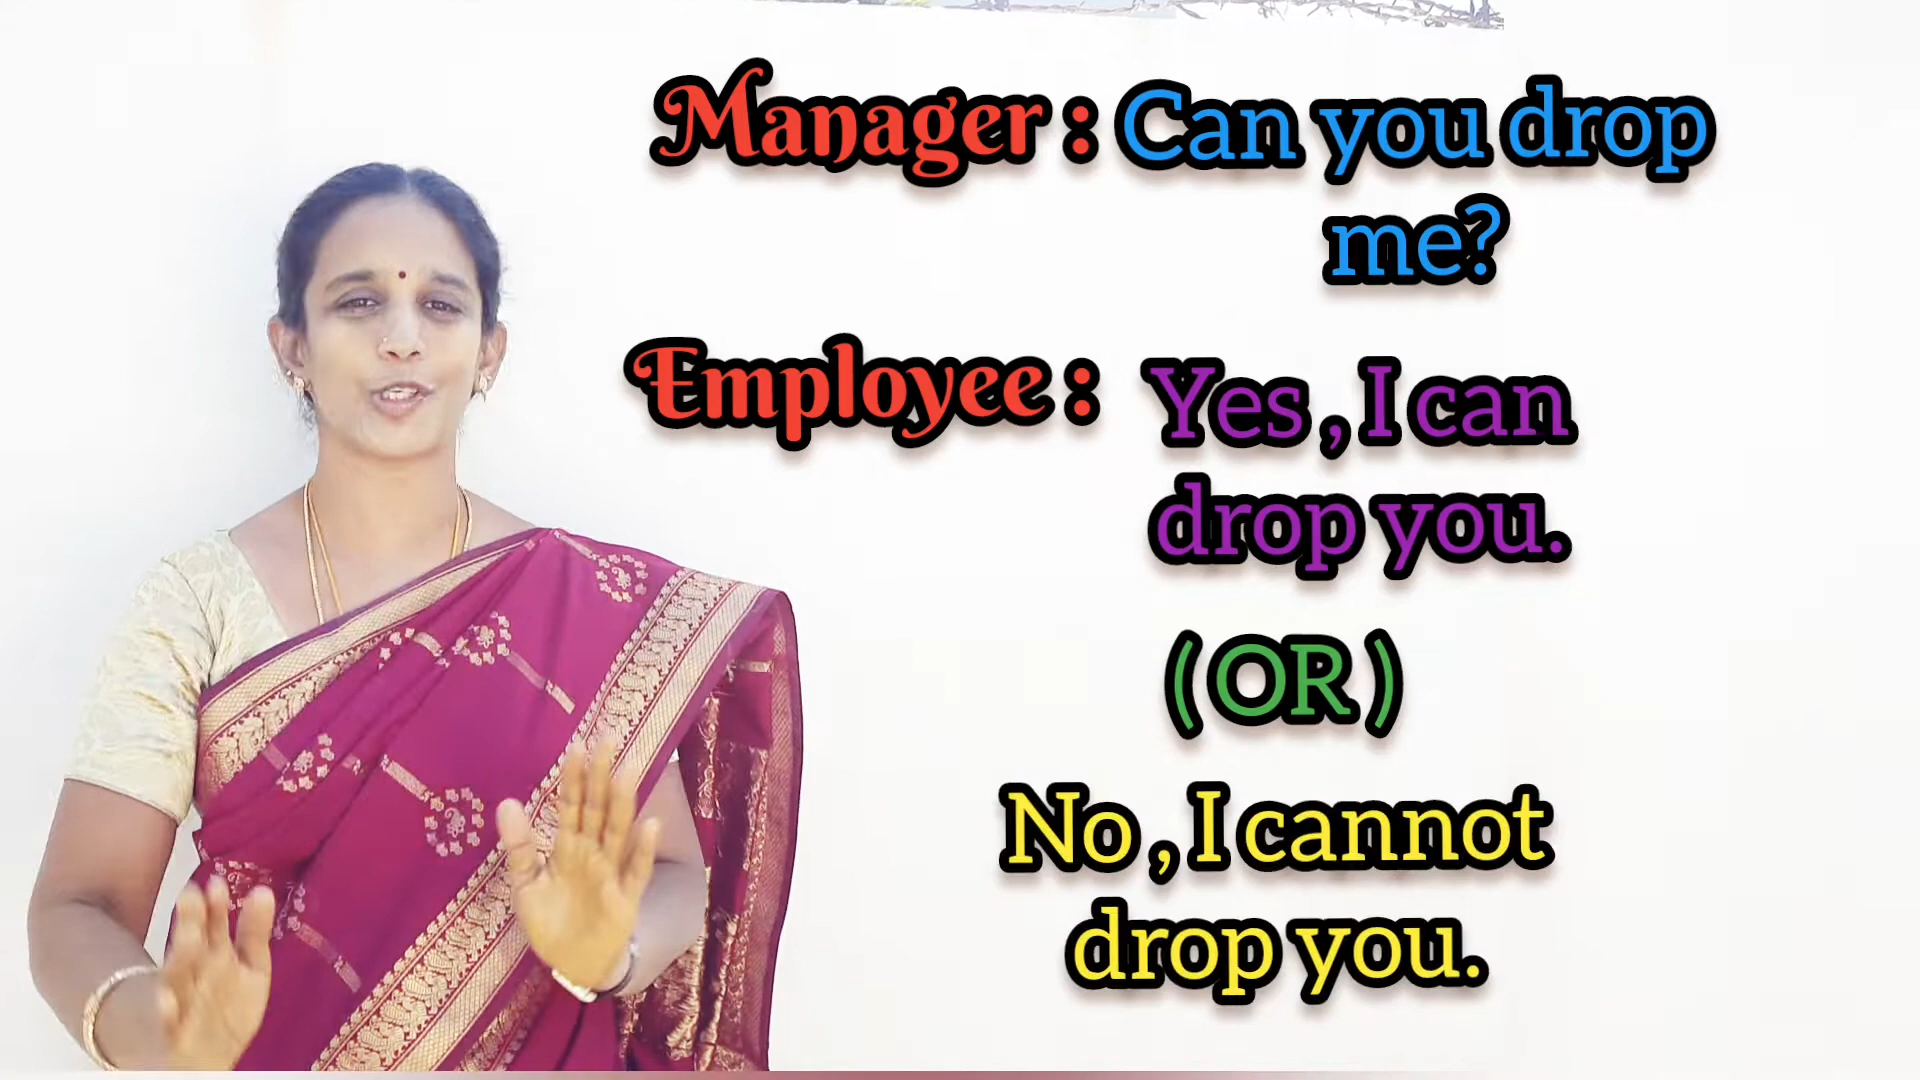 Manager : Can you drop
me?
Employee : Yes , I can
drop you.
( OR )
No , I cannot
drop you.